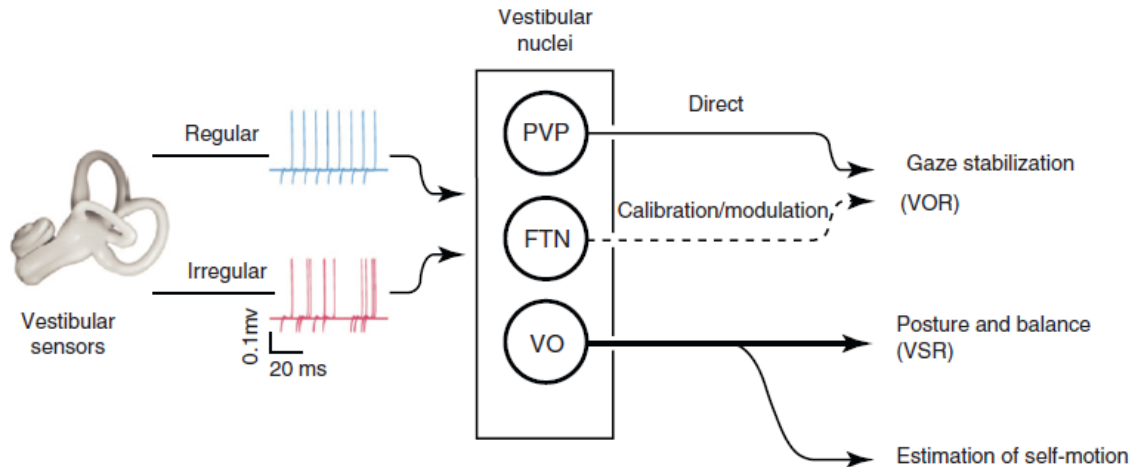 Vestibular
nuclei
Regular
Irregular
Vestibular
sensors
0.1mv
20 ms
PVP
FTN
VO
Direct
Calibration/modulation
Gaze stabilization
(VOR)
Posture and balance
(VSR)
Estimation of self-motion